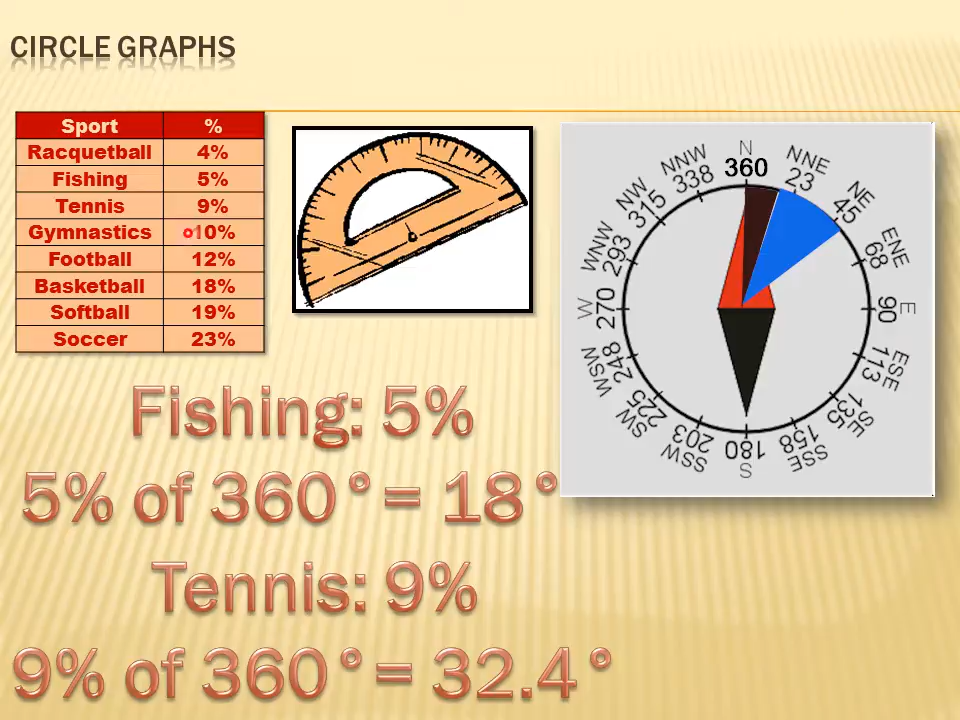 CIRCLE GRAPHS
Sport %
Racquetball 4%
Fishing 5%
Tennis 9%
Gymnastics 10%
Football 12%
Basketball 18%
Softball 19%
Soccer 23%
N
360
NNE
23
NE
45
ENE
68
E
90
ESE
113
SE
135
SSE
158
S
180
SSW
203
SW
225
WSW
248
W
270
WNW
293
NW
315
NNW
338
Fishing: 5%
5% of 360°= 18°
Tennis: 9%
9% of 360°= 32.4°